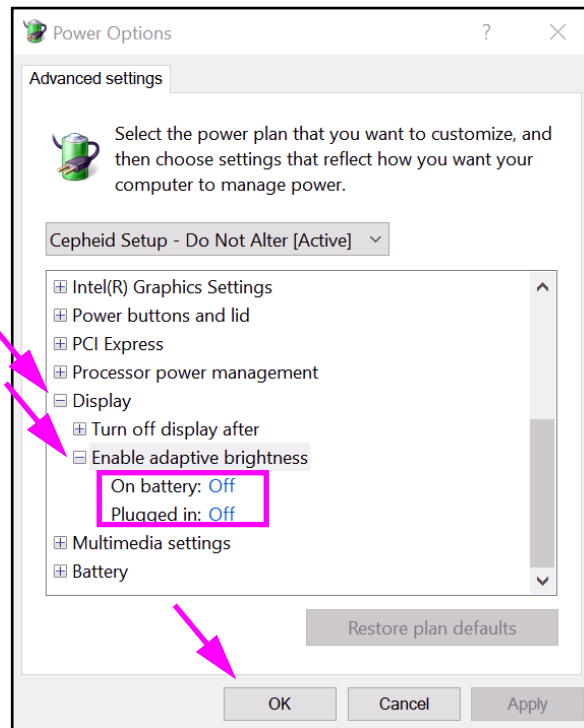 Power Options
?
Advanced settings
Select the power plan that you want to customize, and
then choose settings that reflect how you want your
computer to manage power.
Cepheid Setup - Do Not Alter [Active]
Intel(R) Graphics Settings
Power buttons and lid
PCI Express
Processor power management
Display
Turn off display after
Enable adaptive brightness
On battery: Off
Plugged in: Off
Multimedia settings
Battery
Restore plan defaults
OK Cancel Apply